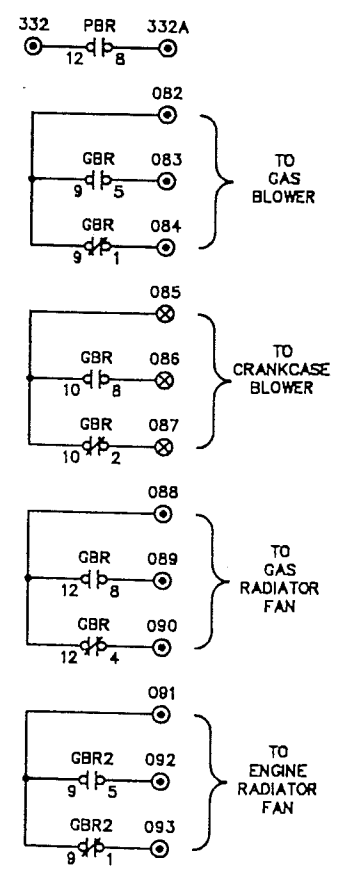 332 PBR 332A
12 8
082
GBR 083
9 5
GBR 084
9 1
TO
GAS
BLOWER
085
GBR 086
10 8
GBR 087
10 2
TO
CRANKCASE
BLOWER
088
GBR 089
12 8
GBR 090
12 4
TO
GAS
RADIATOR
FAN
091
GBR2 092
9 5
GBR2 093
9 1
TO
ENGINE
RADIATOR
FAN